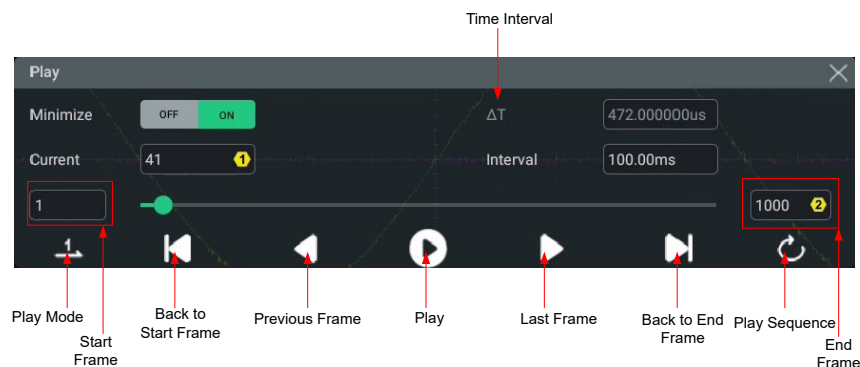 Time Interval
Play
Minimize OFF ON ΔT 472.000000us
Current 41 1 Interval 100.00ms
1 1000 2
1
Play Mode
Start
Frame
Back to
Start Frame
Previous Frame
Play
Last Frame
Back to End
Frame
Play Sequence
End
Frame